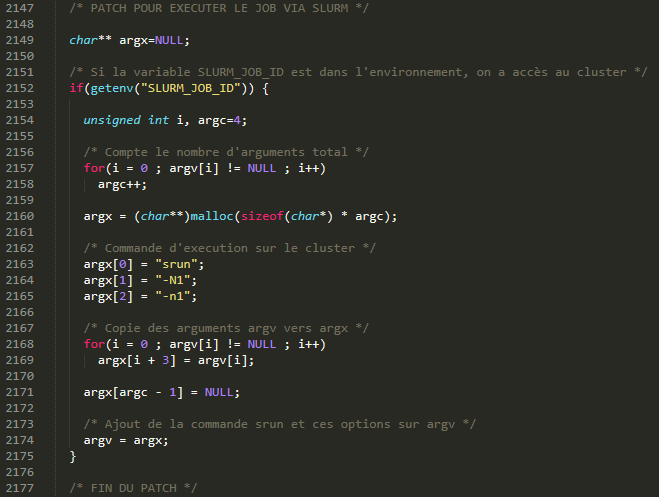 2147 /* PATCH POUR EXECUTER LE JOB VIA SLURM */
2148
2149 char** argx=NULL;
2150
2151 /* Si la variable SLURM_JOB_ID est dans l'environnement, on a accès au cluster */
2152 if(getenv("SLURM_JOB_ID")) {
2153
2154 unsigned int i, argc=4;
2155
2156 /* Compte le nombre d'arguments total */
2157 for(i = 0 ; argv[i] != NULL ; i++)
2158 argc++;
2159
2160 argx = (char**)malloc(sizeof(char*) * argc);
2161
2162 /* Commande d'execution sur le cluster */
2163 argx[0] = "srun";
2164 argx[1] = "-N1";
2165 argx[2] = "-n1";
2166
2167 /* Copie des arguments argv vers argx */
2168 for(i = 0 ; argv[i] != NULL ; i++)
2169 argx[i + 3] = argv[i];
2170
2171 argx[argc - 1] = NULL;
2172
2173 /* Ajout de la commande srun et ces options sur argv */
2174 argv = argx;
2175 }
2176
2177 /* FIN DU PATCH */